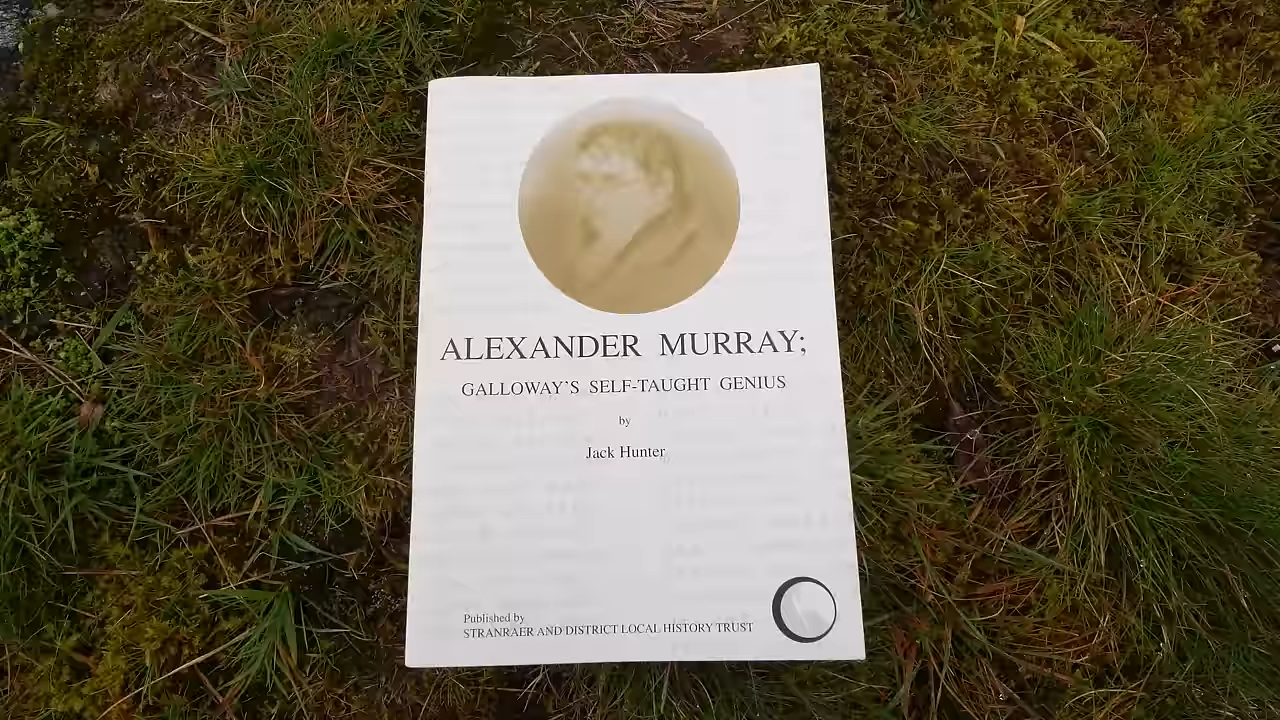 ALEXANDER MURRAY;
GALLOWAY'S SELF-TAUGHT GENIUS
by
Jack Hunter
Published by
STRANRAER AND DISTRICT LOCAL HISTORY TRUST